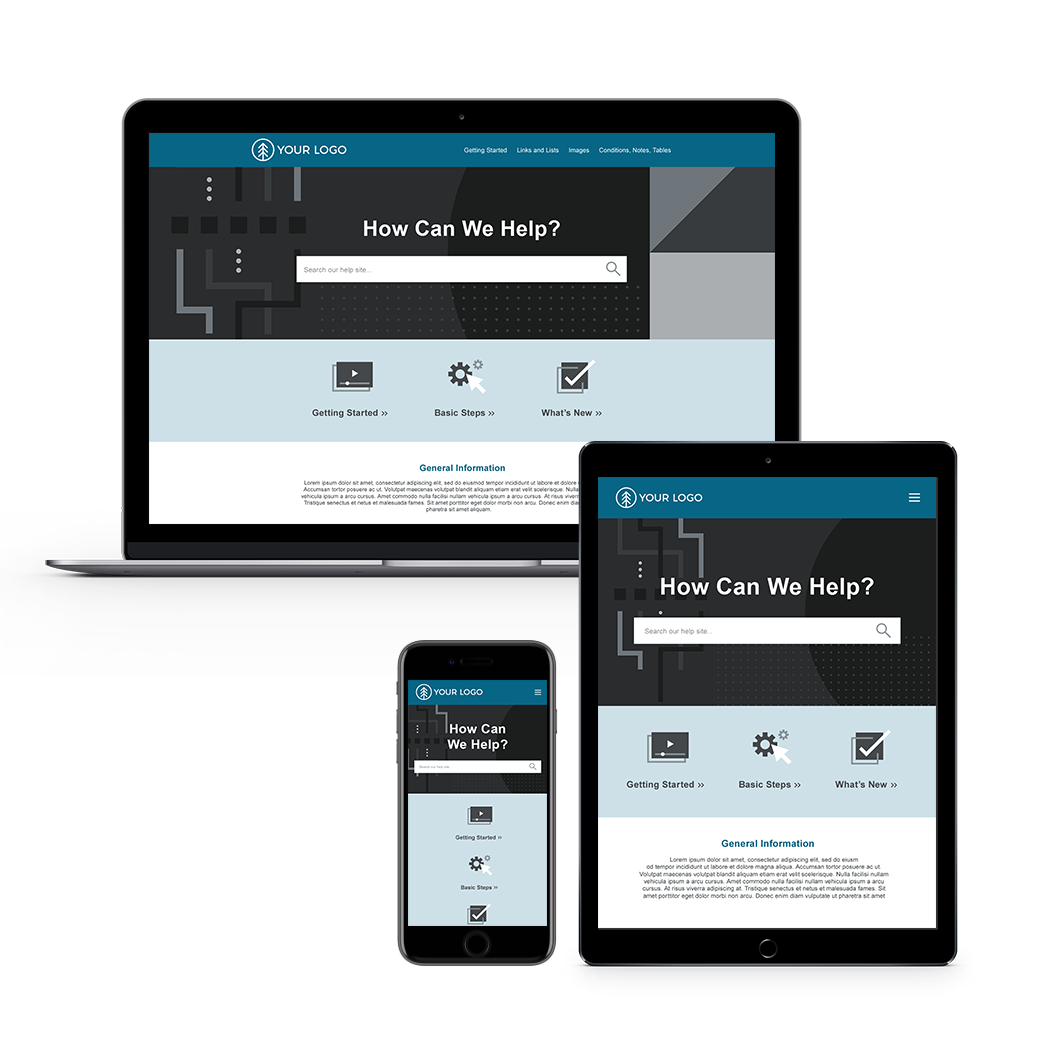 YOUR LOGO
Getting Started Links and Lists Images Conditions, Notes, Tables
How Can We Help?
Search our help site...
Getting Started »
Basic Steps »
What's New »
General Information
Lorem ipsum dolor sit amet, consectetur adipiscing elit, sed do eiusmod tempor incididunt ut labore et dolore
Accumsan tortor posuere ac ut. Volutpat maecenas volutpat blandit aliquam etiam erat velit scelerisque. Nulla
vehicula ipsum a arcu cursus. Amet commodo nulla facilisi nullam vehicula ipsum a arcu cursus. At risus viverra
Tristique senectus et netus et malesuada fames. Sit amet porttitor eget dolor morbi non arcu. Donec enim diam
pharetra sit amet aliquam.
YOUR LOGO
How Can We Help?
Search our help site...
Getting Started »
Basic Steps »
What's New »
General Information
Lorem ipsum dolor sit amet, consectetur adipiscing elit, sed do eiusm
od tempor incididunt ut labore et dolore magna aliqua. Accumsan tortor posuere ac ut.
Volutpat maecenas volutpat blandit aliquam etiam erat velit scelerisque. Nulla
vehicula ipsum a arcu cursus. Amet commodo nulla facilisi nullam vehicula ipsum a arcu
cursus. At risus viverra adipiscing at. Tristique senectus et netus et malesuada fames. Sit
amet porttitor eget dolor morbi non arcu. Donec enim diam vulputate ut pharetra sit amet
YOUR LOGO
How Can
We Help?
Search our help site...
Getting Started »
Basic Steps »